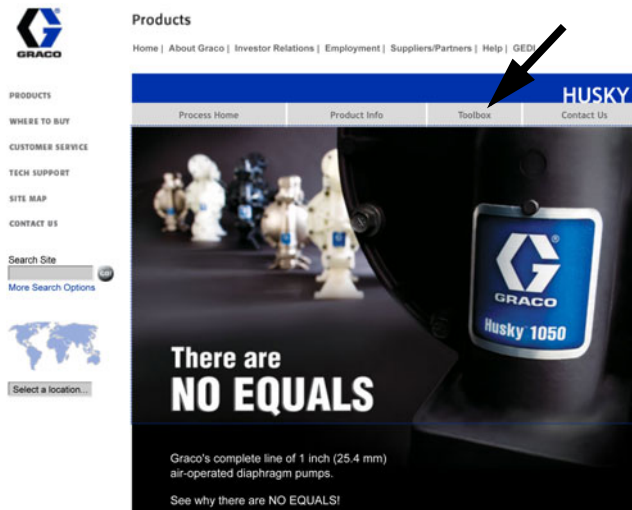 GRACO
Products
Home | About Graco | Investor Relations | Employment | Suppliers/Partners | Help | GEDI
HUSKY
Process Home
Product Info
Toolbox
Contact Us
PRODUCTS
WHERE TO BUY
CUSTOMER SERVICE
TECH SUPPORT
SITE MAP
CONTACT US
Search Site
GO!
More Search Options
Select a location...
GRACO
Husky 1050
There are
NO EQUALS
Graco's complete line of 1 inch (25.4 mm)
air-operated diaphragm pumps.
See why there are NO EQUALS!